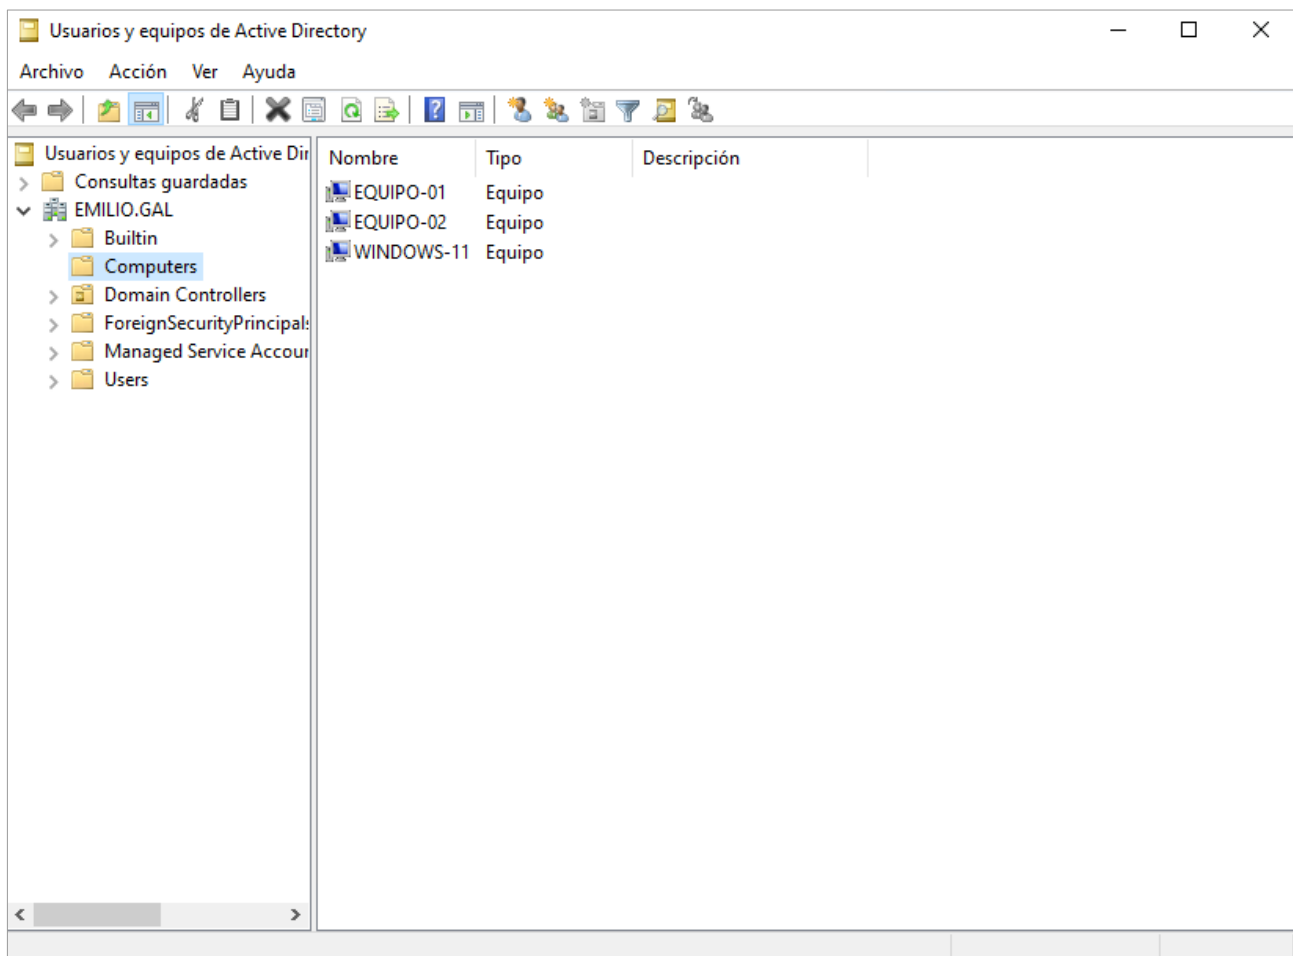 Usuarios y equipos de Active Directory
Archivo Acción Ver Ayuda
Usuarios y equipos de Active Dir
Consultas guardadas
EMILIO.GAL
Builtin
Computers
Domain Controllers
ForeignSecurityPrincipals
Managed Service Accour
Users
Nombre Tipo Descripción
EQUIPO-01 Equipo
EQUIPO-02 Equipo
WINDOWS-11 Equipo